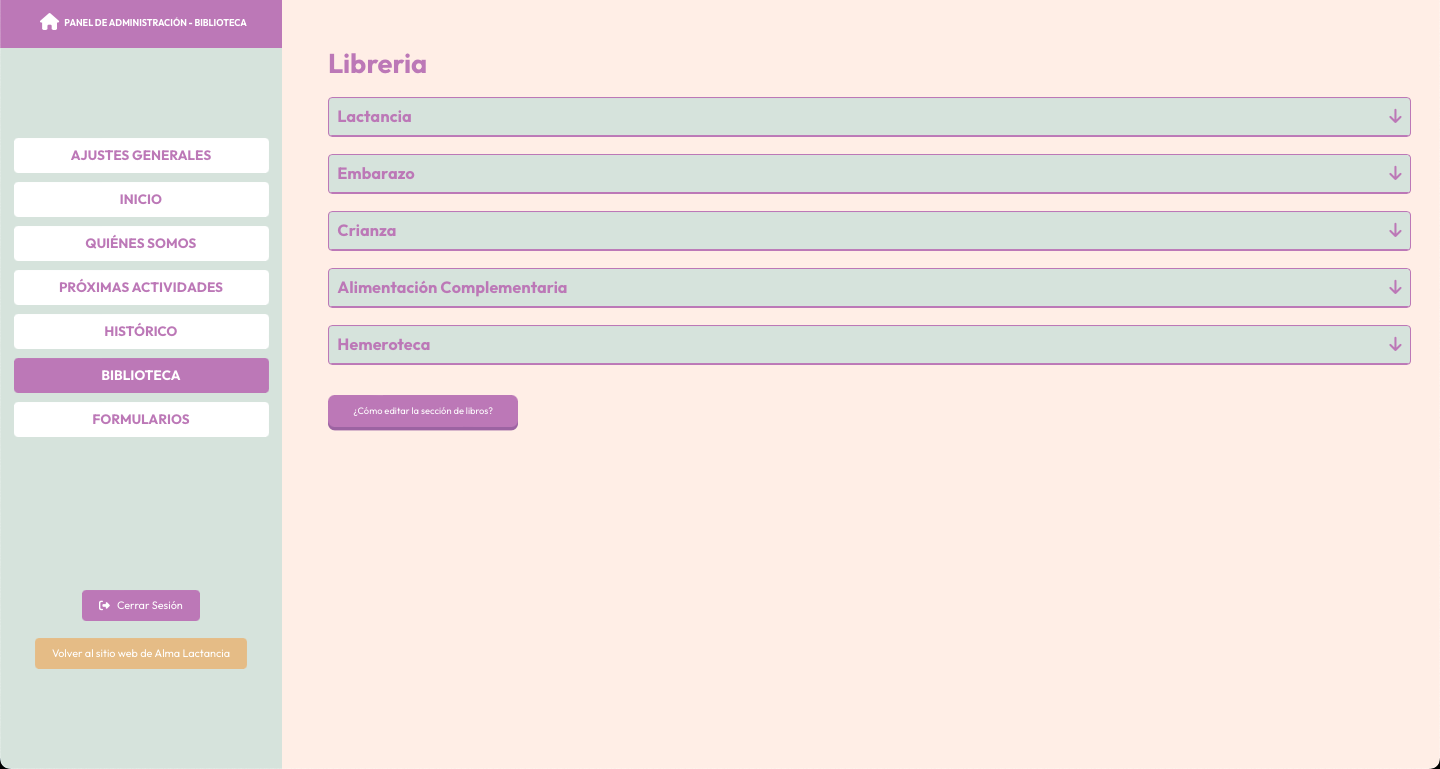 PANEL DE ADMINISTRACIÓN - BIBLIOTECA
AJUSTES GENERALES
INICIO
QUIÉNES SOMOS
PRÓXIMAS ACTIVIDADES
HISTÓRICO
BIBLIOTECA
FORMULARIOS
Cerrar Sesión
Volver al sitio web de Alma Lactancia
Libreria
Lactancia
Embarazo
Crianza
Alimentación Complementaria
Hemeroteca
¿Cómo editar la sección de libros?